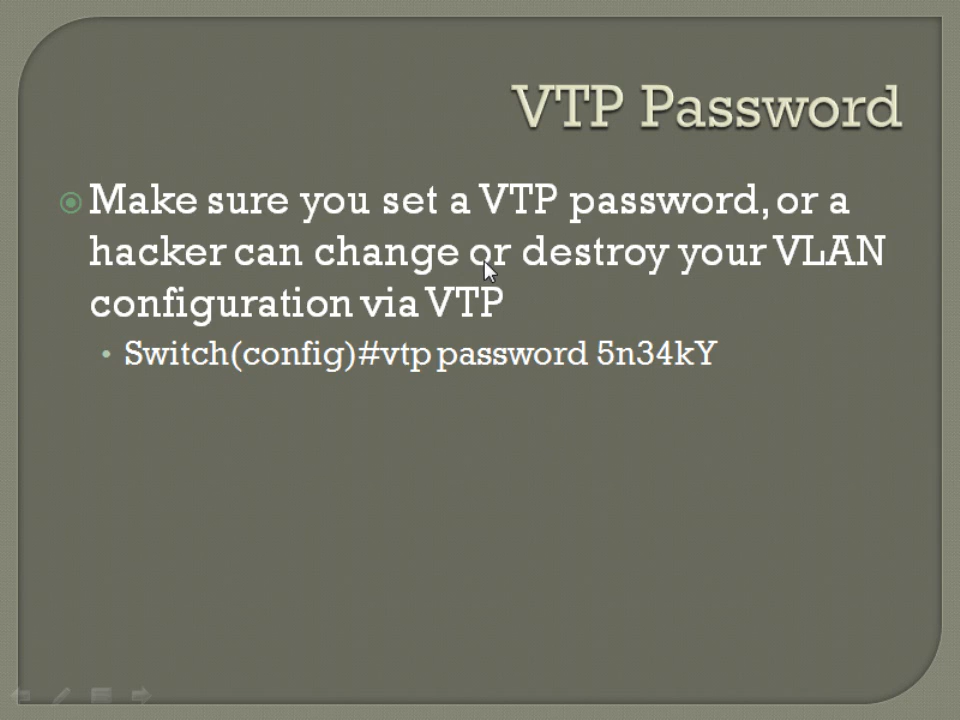 VTP Password
Make sure you set a VTP password, or a
hacker can change or destroy your VLAN
configuration via VTP
Switch(config)#vtp password 5n34kY